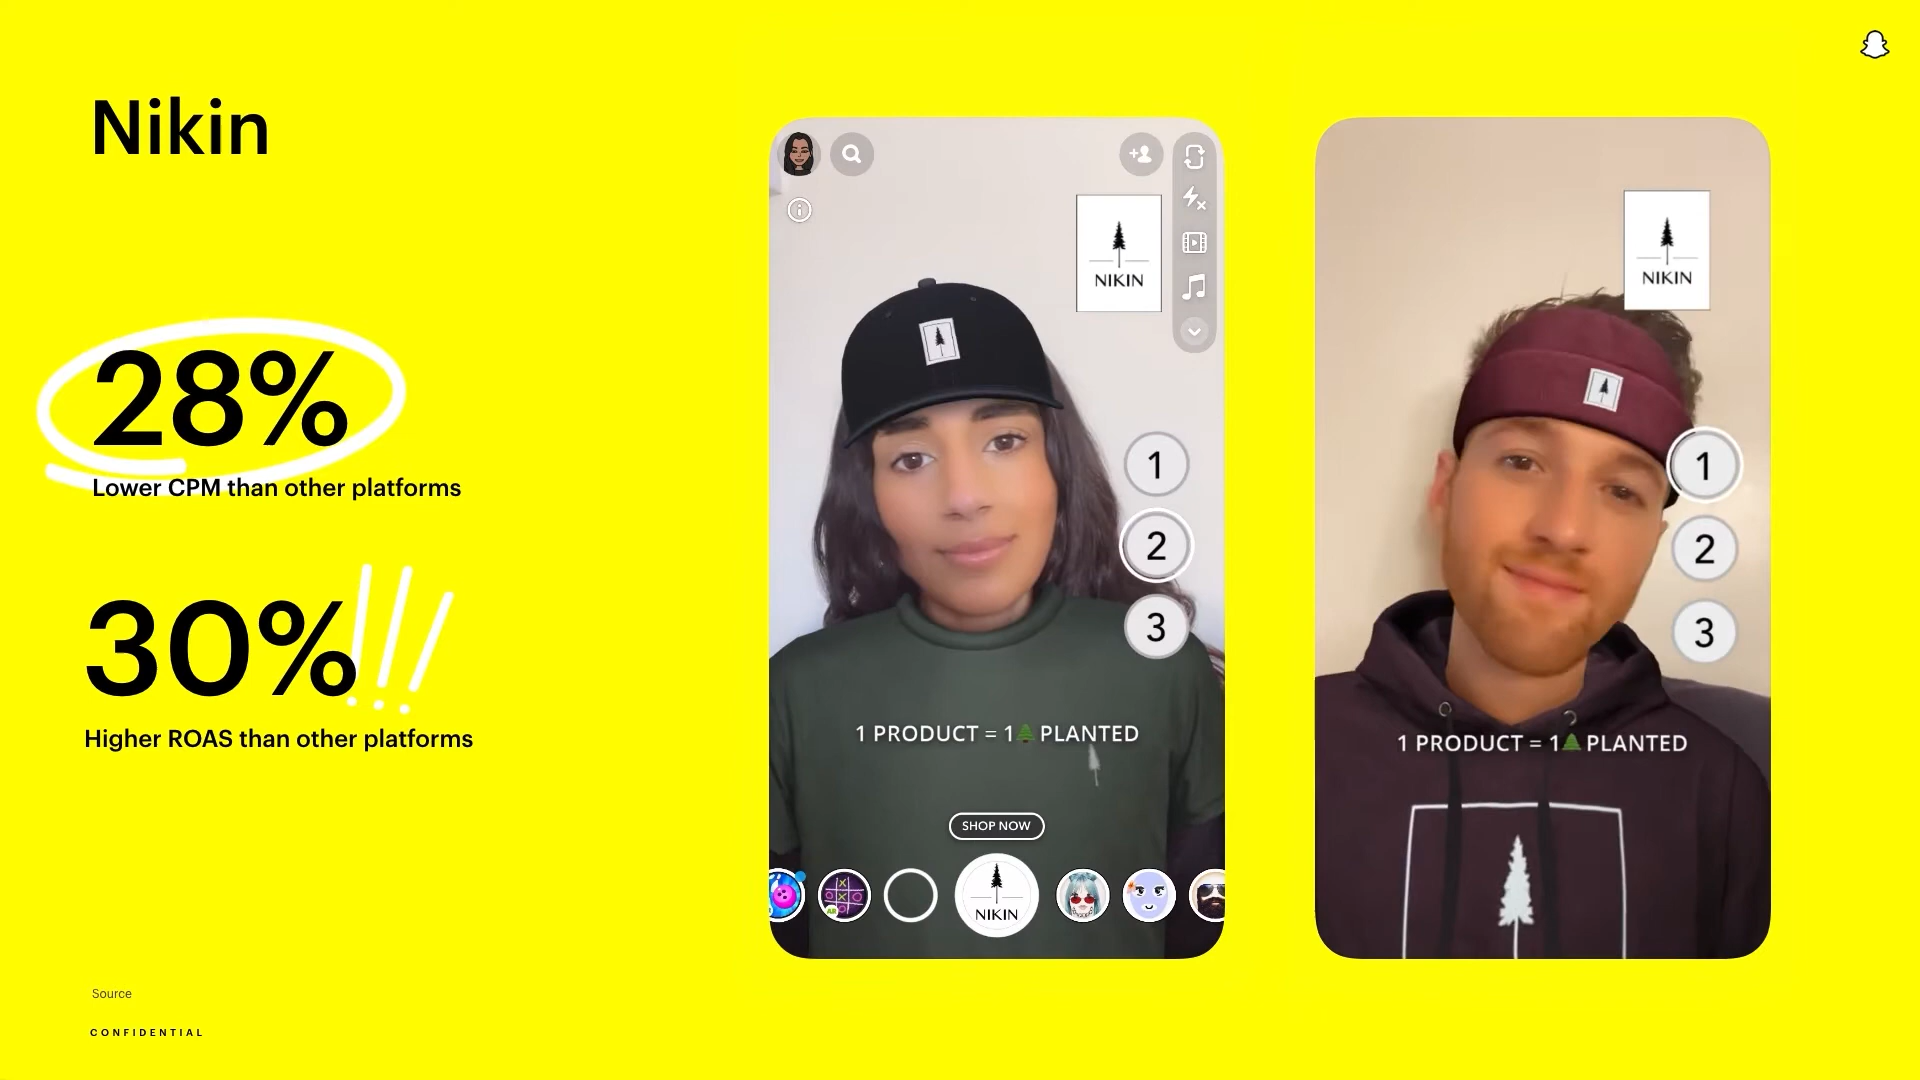 Nikin
28%
Lower CPM than other platforms
30%!!!
Higher ROAS than other platforms
Source
CONFIDENTIAL
NIKIN
1
2
3
1 PRODUCT = 1🌲 PLANTED
SHOP NOW
AR
NIKIN
NIKIN
1
2
3
1 PRODUCT = 1🌲 PLANTED